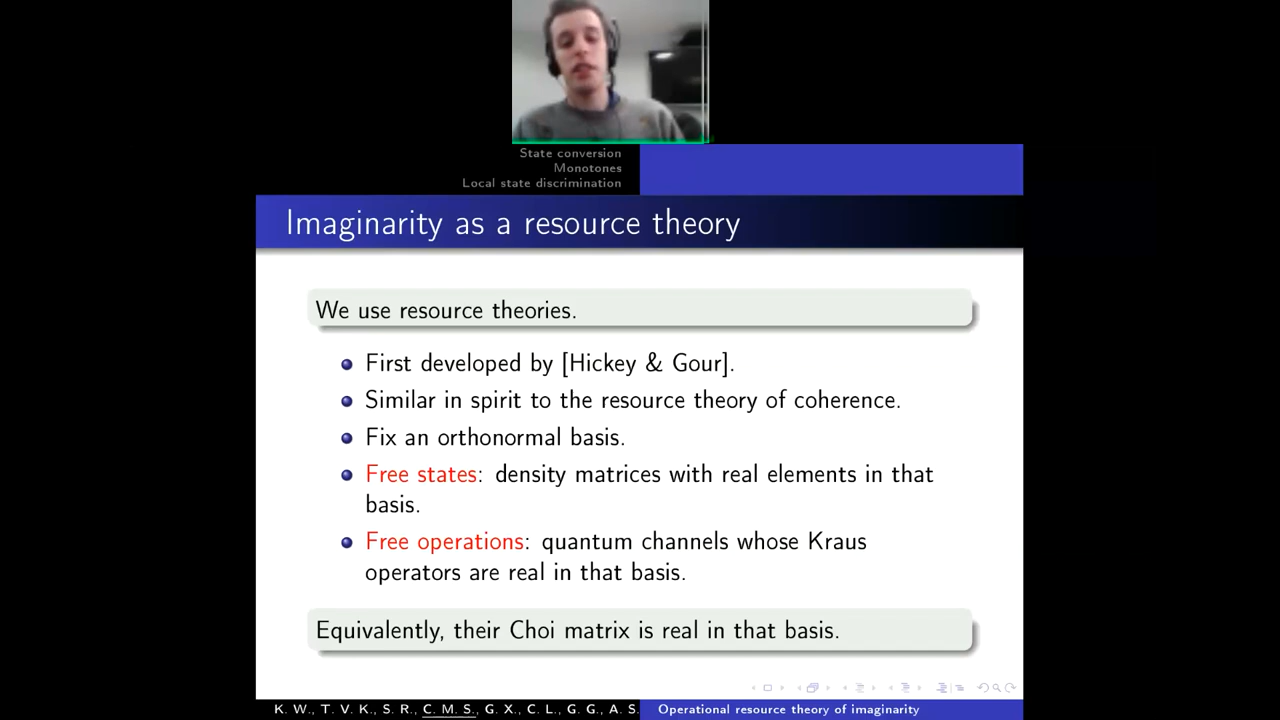 State conversion
Monotones
Local state discrimination
Imaginarity as a resource theory
We use resource theories.
First developed by [Hickey & Gour].
Similar in spirit to the resource theory of coherence.
Fix an orthonormal basis.
Free states: density matrices with real elements in that
basis.
Free operations: quantum channels whose Kraus
operators are real in that basis.
Equivalently, their Choi matrix is real in that basis.
K. W., T. V. K., S. R., C. M. S., G. X., C. L., G. G., A. S. Operational resource theory of imaginarity